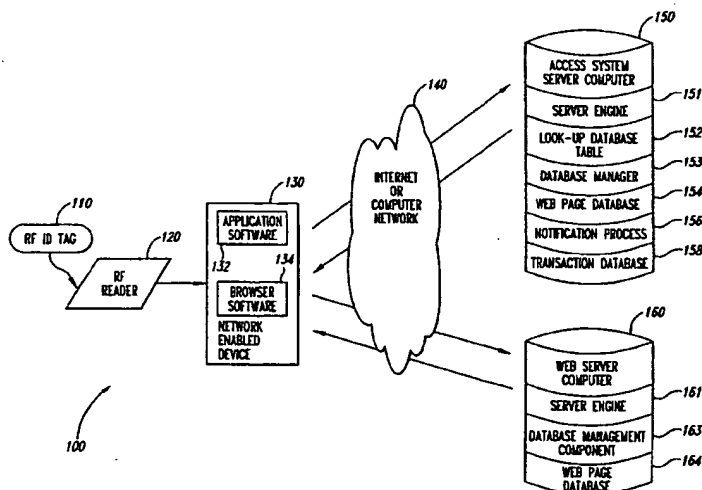 150
ACCESS SYSTEM
SERVER COMPUTER
151
SERVER ENGINE
152
LOOK-UP DATABASE
TABLE
153
DATABASE MANAGER
154
WEB PAGE DATABASE
156
NOTIFICATION PROCESS
158
TRANSACTION DATABASE
140
INTERNET
OR
COMPUTER
NETWORK
130
APPLICATION
SOFTWARE
132
134
BROWSER
SOFTWARE
NETWORK
ENABLED
DEVICE
110
RF ID TAG
120
RF
READER
100
160
WEB SERVER
COMPUTER
161
SERVER ENGINE
163
DATABASE MANAGEMENT
COMPONENT
164
WEB PAGE
DATABASE